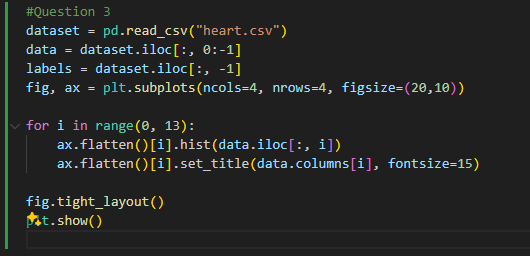 #Question 3
dataset = pd.read_csv("heart.csv")
data = dataset.iloc[:, 0:-1]
labels = dataset.iloc[:, -1]
fig, ax = plt.subplots(ncols=4, nrows=4, figsize=(20,10))
for i in range(0, 13):
    ax.flatten()[i].hist(data.iloc[:, i])
    ax.flatten()[i].set_title(data.columns[i], fontsize=15)
fig.tight_layout()
plt.show()